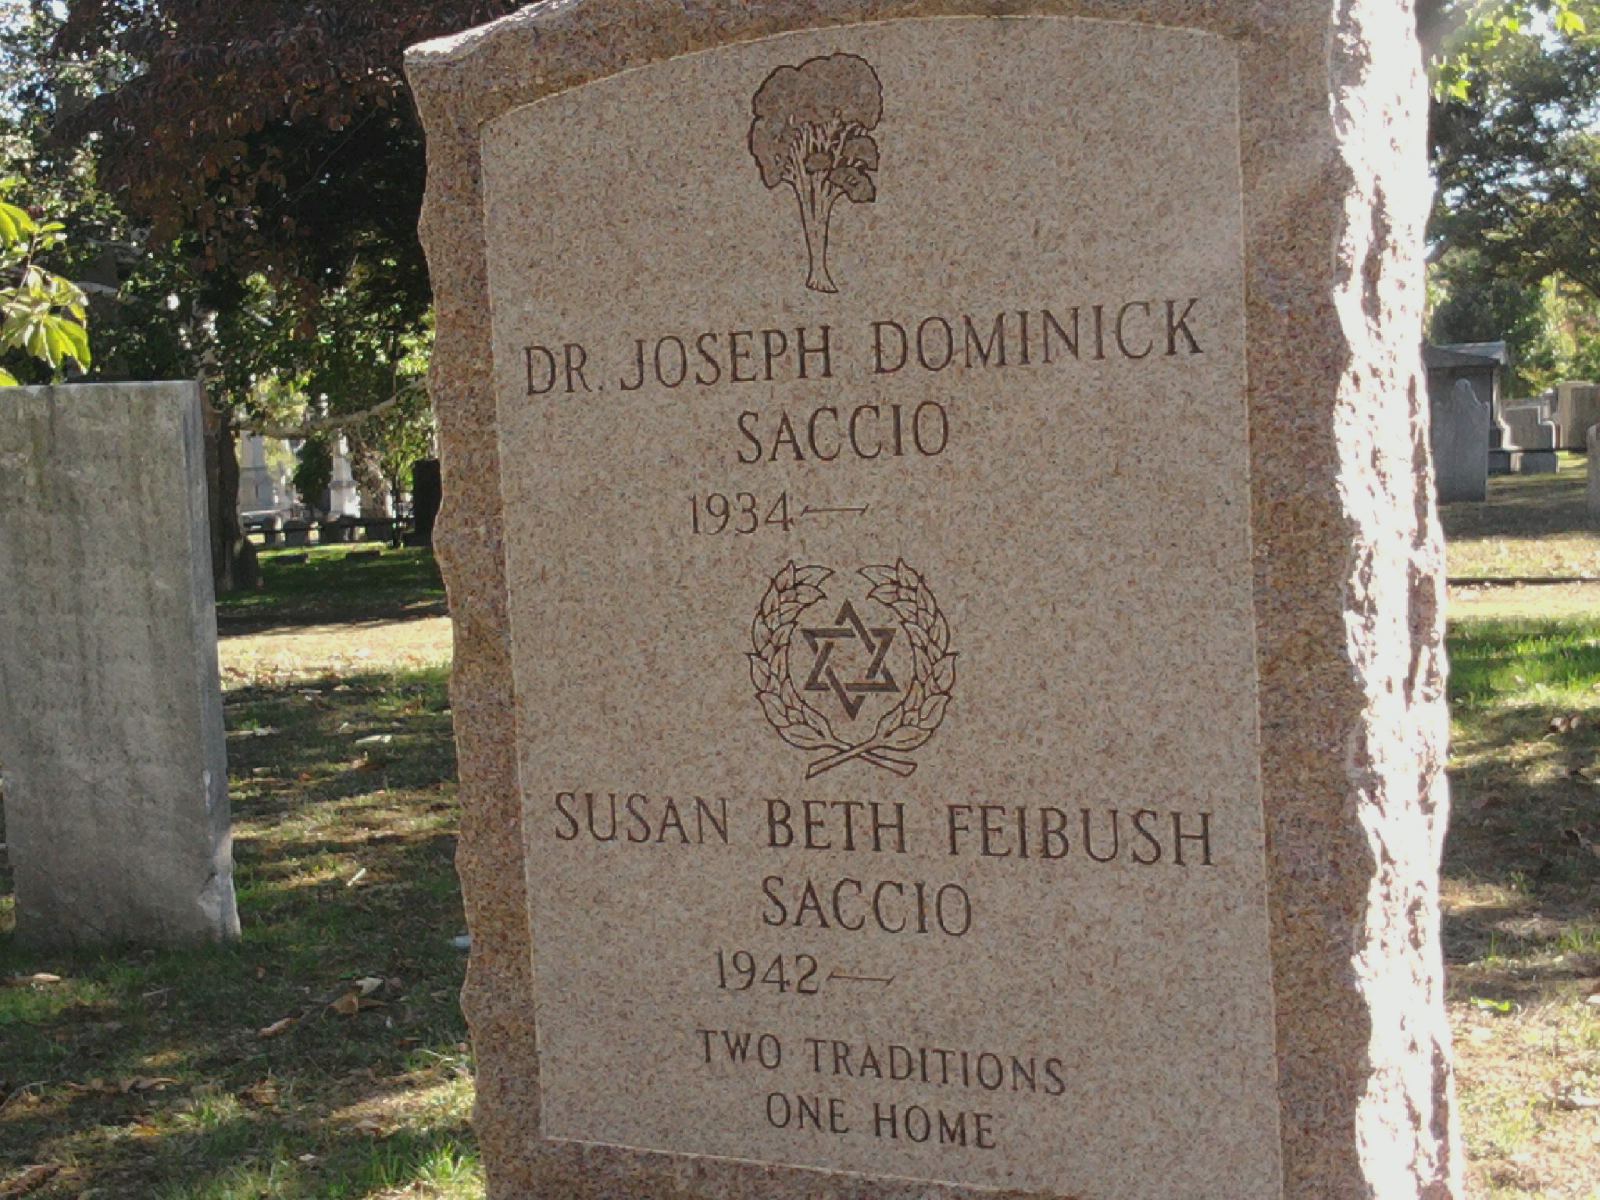 DR. JOSEPH DOMINICK
SACCIO
1934—
SUSAN BETH FEIBUSH
SACCIO
1942—
TWO TRADITIONS
ONE HOME